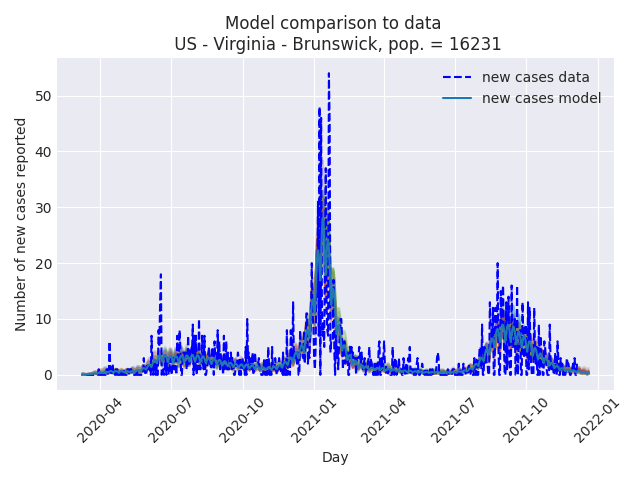 Model comparison to data
US - Virginia - Brunswick, pop. = 16231
new cases data
new cases model
Number of new cases reported
50
40
30
20
10
0
2020-04
2020-07
2020-10
2021-01
2021-04
2021-07
2021-10
2022-01
Day